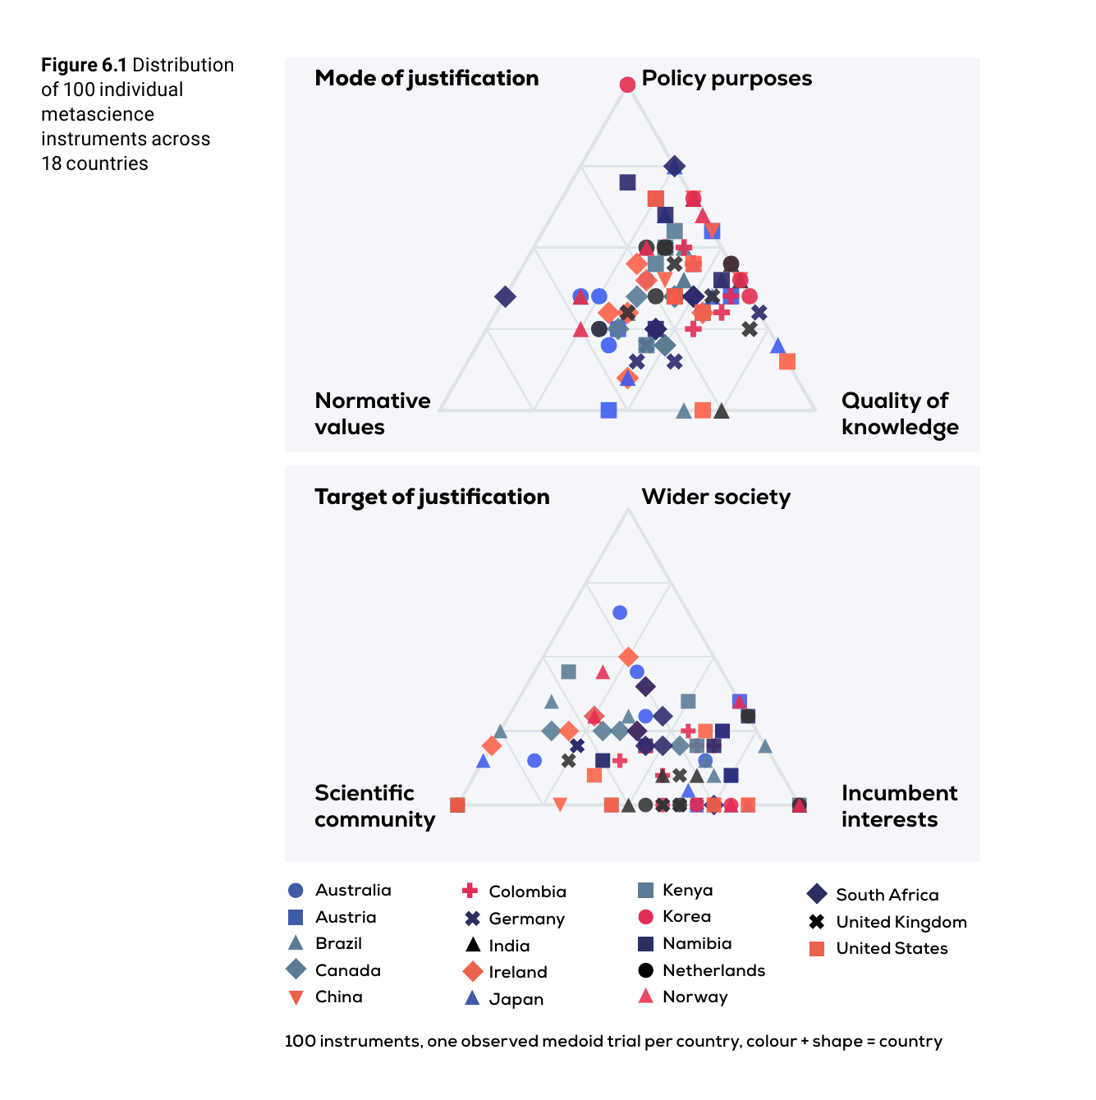 Figure 6.1 Distribution
of 100 individual
metascience
instruments across
18 countries
Mode of justification
Policy purposes
Normative
values
Quality of
knowledge
Target of justification
Wider society
Scientific
community
Incumbent
interests
Australia
Austria
Brazil
Canada
China
Colombia
Germany
India
Ireland
Japan
Kenya
Korea
Namibia
Netherlands
Norway
South Africa
United Kingdom
United States
100 instruments, one observed medoid trial per country, colour + shape = country